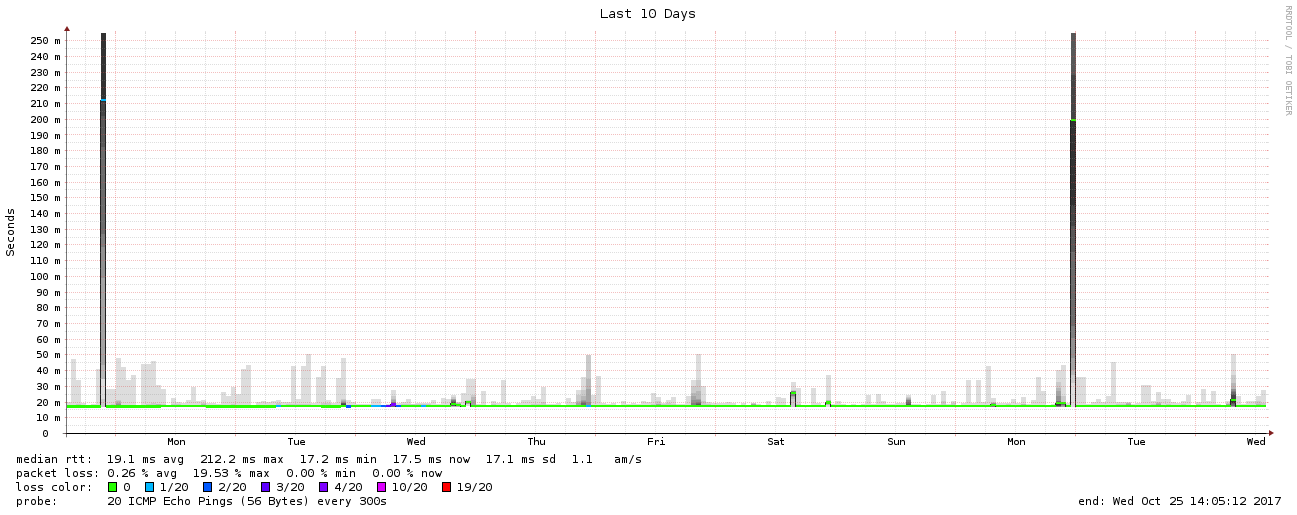 Last 10 Days
RRDTOOL / TOBI OETIKER
Seconds
250 m
240 m
230 m
220 m
210 m
200 m
190 m
180 m
170 m
160 m
150 m
140 m
130 m
120 m
110 m
100 m
90 m
80 m
70 m
60 m
50 m
40 m
30 m
20 m
10 m
0
Mon Tue Wed Thu Fri Sat Sun Mon Tue Wed
median rtt: 19.1 ms avg 212.2 ms max 17.2 ms min 17.5 ms now 17.1 ms sd 1.1 am/s
packet loss: 0.26 % avg 19.53 % max 0.00 % min 0.00 % now
loss color: 0 1/20 2/20 3/20 4/20 10/20 19/20
probe: 20 ICMP Echo Pings (56 Bytes) every 300s end: Wed Oct 25 14:05:12 2017